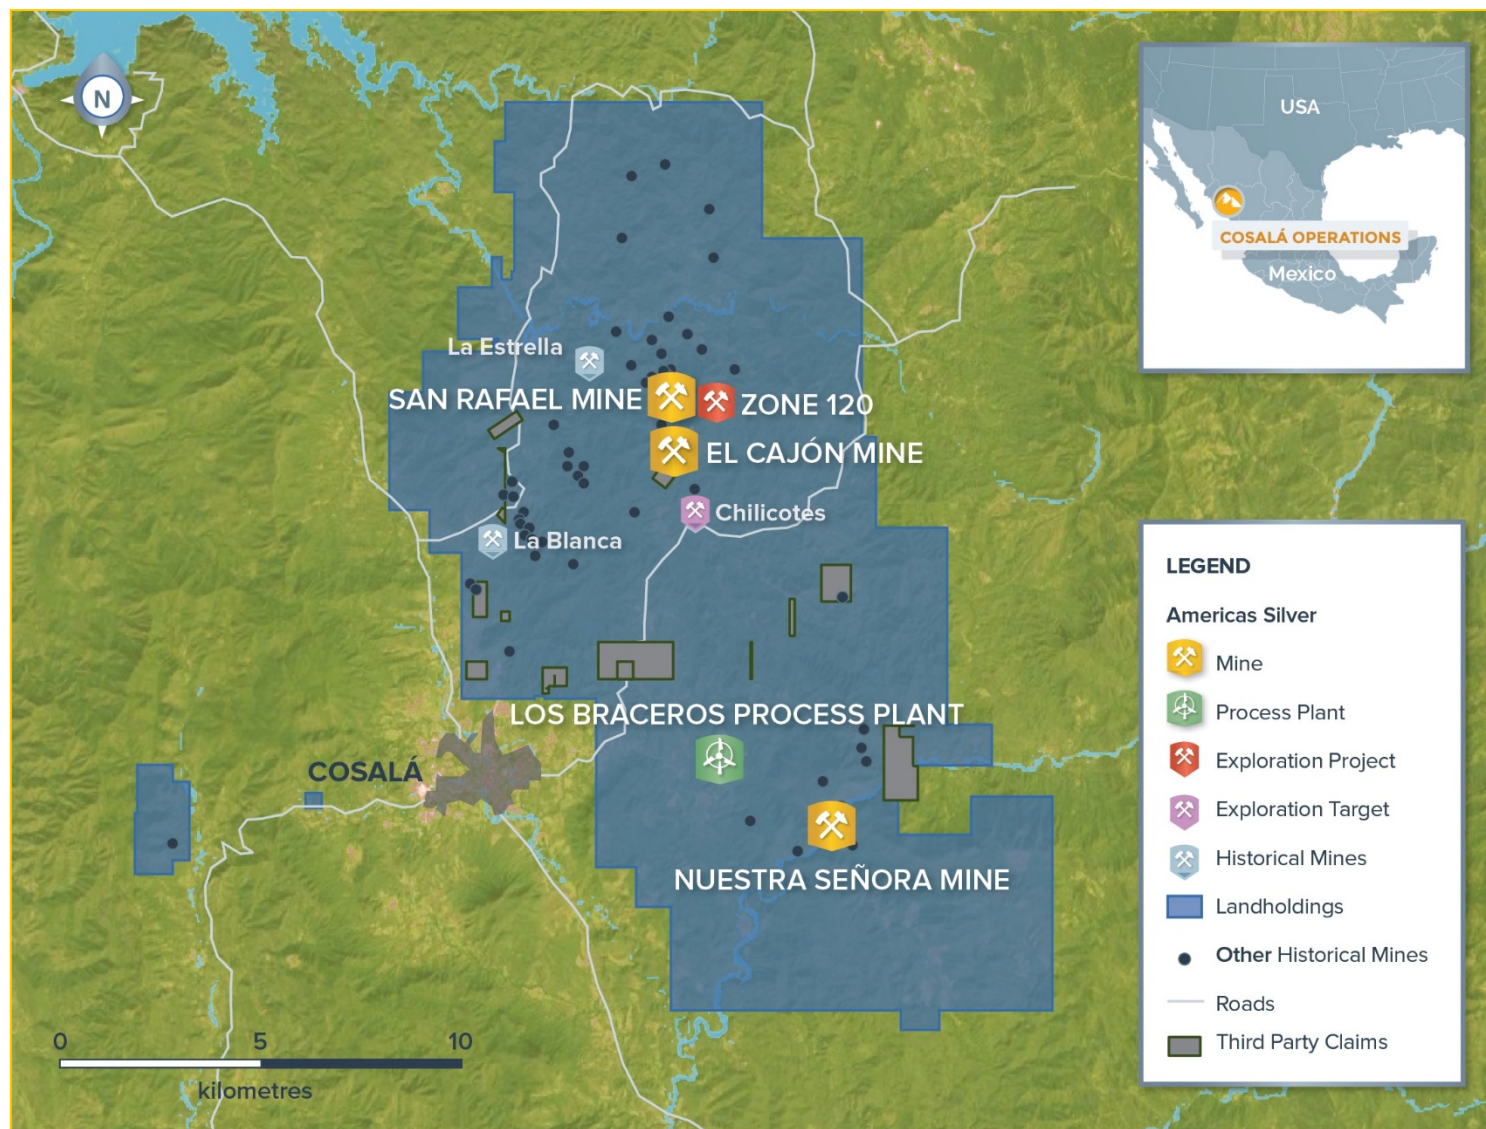 N
USA
COSALÁ OPERATIONS
Mexico
La Estrella
SAN RAFAEL MINE
ZONE 120
EL CAJÓN MINE
Chilicotes
La Blanca
LOS BRACEROS PROCESS PLANT
COSALÁ
NUESTRA SEÑORA MINE
0 5 10
kilometres
LEGEND
Americas Silver
Mine
Process Plant
Exploration Project
Exploration Target
Historical Mines
Landholdings
Other Historical Mines
Roads
Third Party Claims